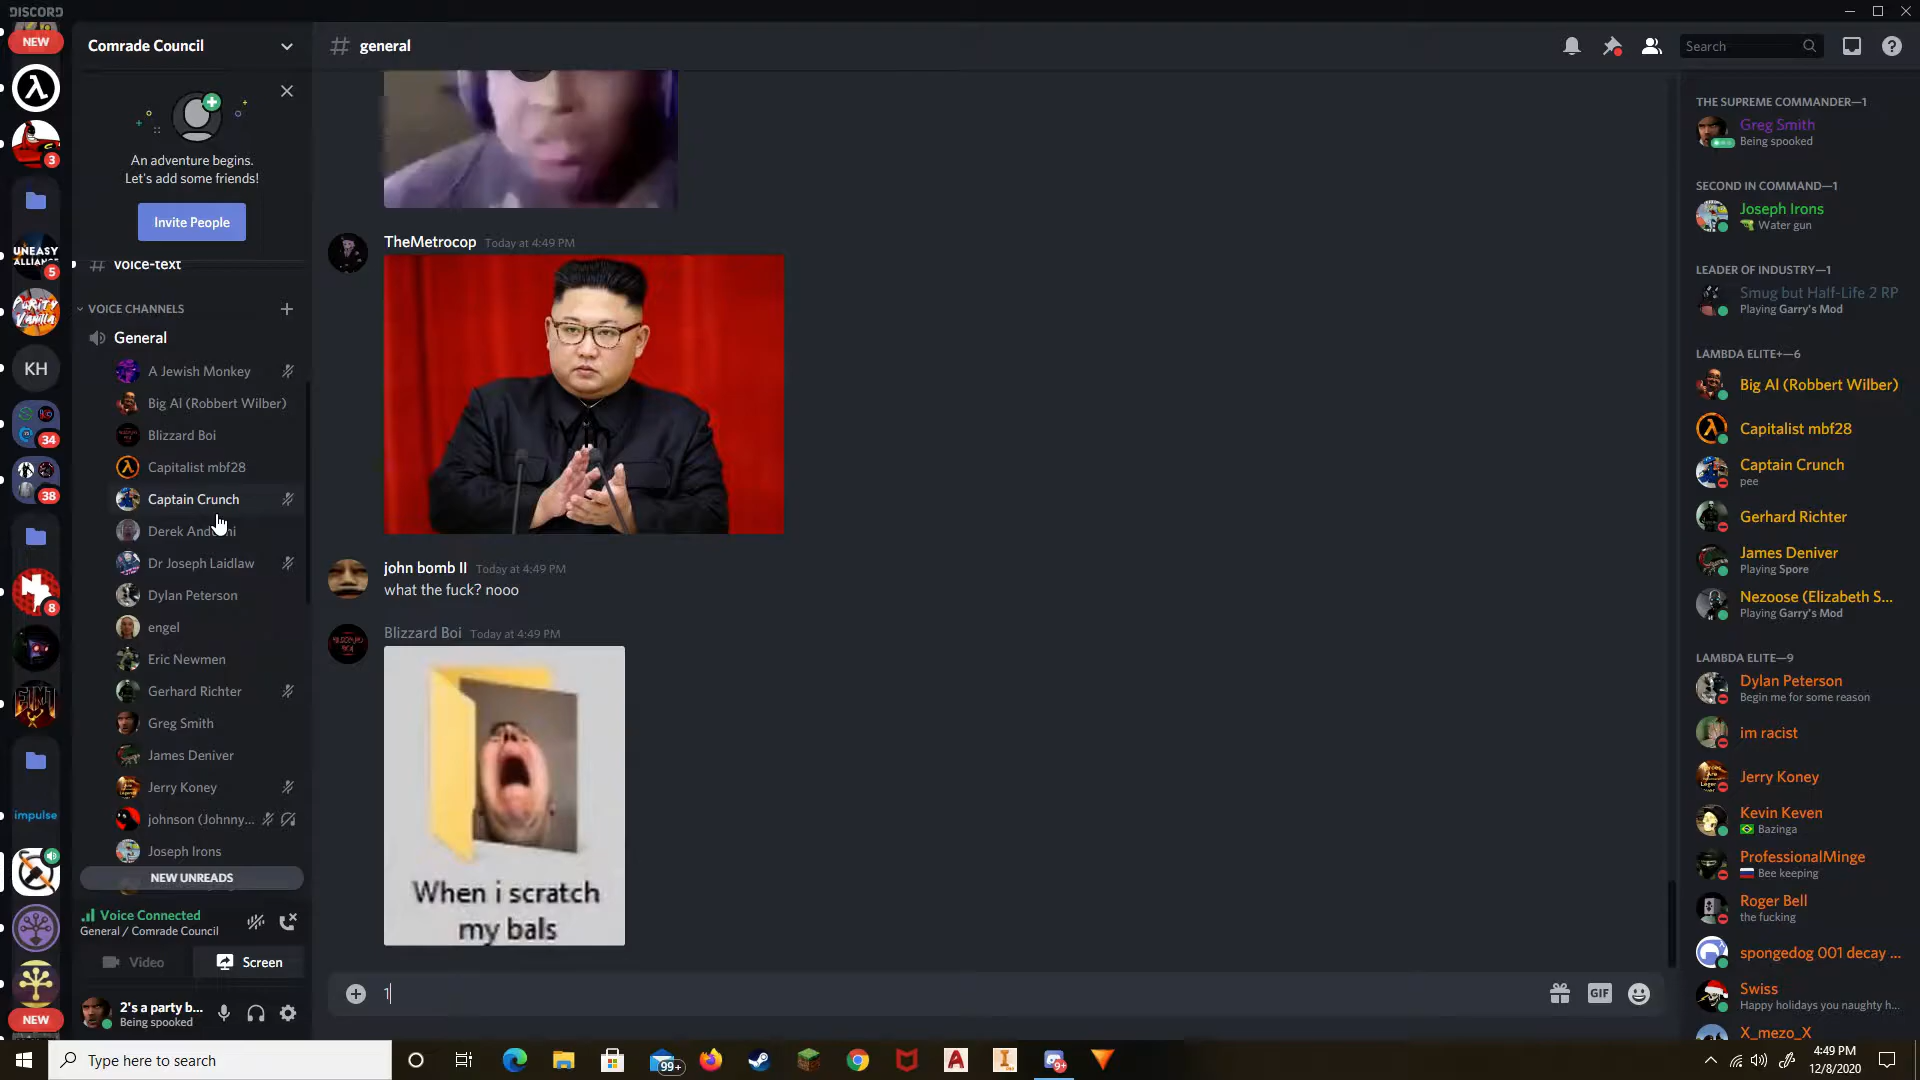 DISCORD
NEW
3
UNEASY
ALLIANCE
5
PURITY
VANILLA
KH
34
38
8
impulse
NEW
Comrade Council
An adventure begins.
Let's add some friends!
Invite People
voice-text
VOICE CHANNELS
General
A Jewish Monkey
Big Al (Robbert Wilber)
Blizzard Boi
Capitalist mbf28
Captain Crunch
Dr Joseph Laidlaw
Dylan Peterson
engel
Eric Newmen
Gerhard Richter
Greg Smith
James Deniver
Jerry Koney
johnson (Johnny...
Joseph Irons
NEW UNREADS
Voice Connected
General / Comrade Council
Video
Screen
2's a party b...
Being spooked
# general
Search
TheMetrocop Today at 4:49 PM
john bomb II Today at 4:49 PM
what the fuck? nooo
Blizzard Boi Today at 4:49 PM
When i scratch
my bals
1
GIF
THE SUPREME COMMANDER—1
Greg Smith
Being spooked
SECOND IN COMMAND—1
Joseph Irons
Water gun
LEADER OF INDUSTRY—1
Smug but Half-Life 2 RP
Playing Garry's Mod
LAMBDA ELITE+—6
Big Al (Robbert Wilber)
Capitalist mbf28
Captain Crunch
pee
Gerhard Richter
James Deniver
Playing Spore
Nezoose (Elizabeth S...
Playing Garry's Mod
LAMBDA ELITE—9
Dylan Peterson
Begin me for some reason
im racist
Jerry Koney
Kevin Keven
Bazinga
ProfessionalMinge
Bee keeping
Roger Bell
the fucking
spongedog 001 decay ...
Swiss
Happy holidays you naughty h...
X_mezo_X
Type here to search
99+
9+
4:49 PM
12/8/2020